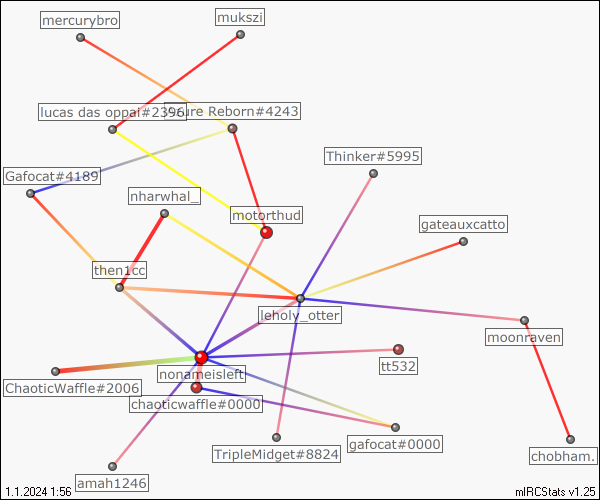 mercurybro
mukszi
lucas das oppai#2396
ure Reborn#4243
Thinker#5995
Gafocat#4189
nharwhal_
motorthud
gateauxcatto
then1cc
leholy_otter
moonraven
nonameisleft
tt532
ChaoticWaffle#2006
chaoticwaffle#0000
gafocat#0000
TripleMidget#8824
chobham.
amah1246
1.1.2024 1:56
mIRCStats v1.25